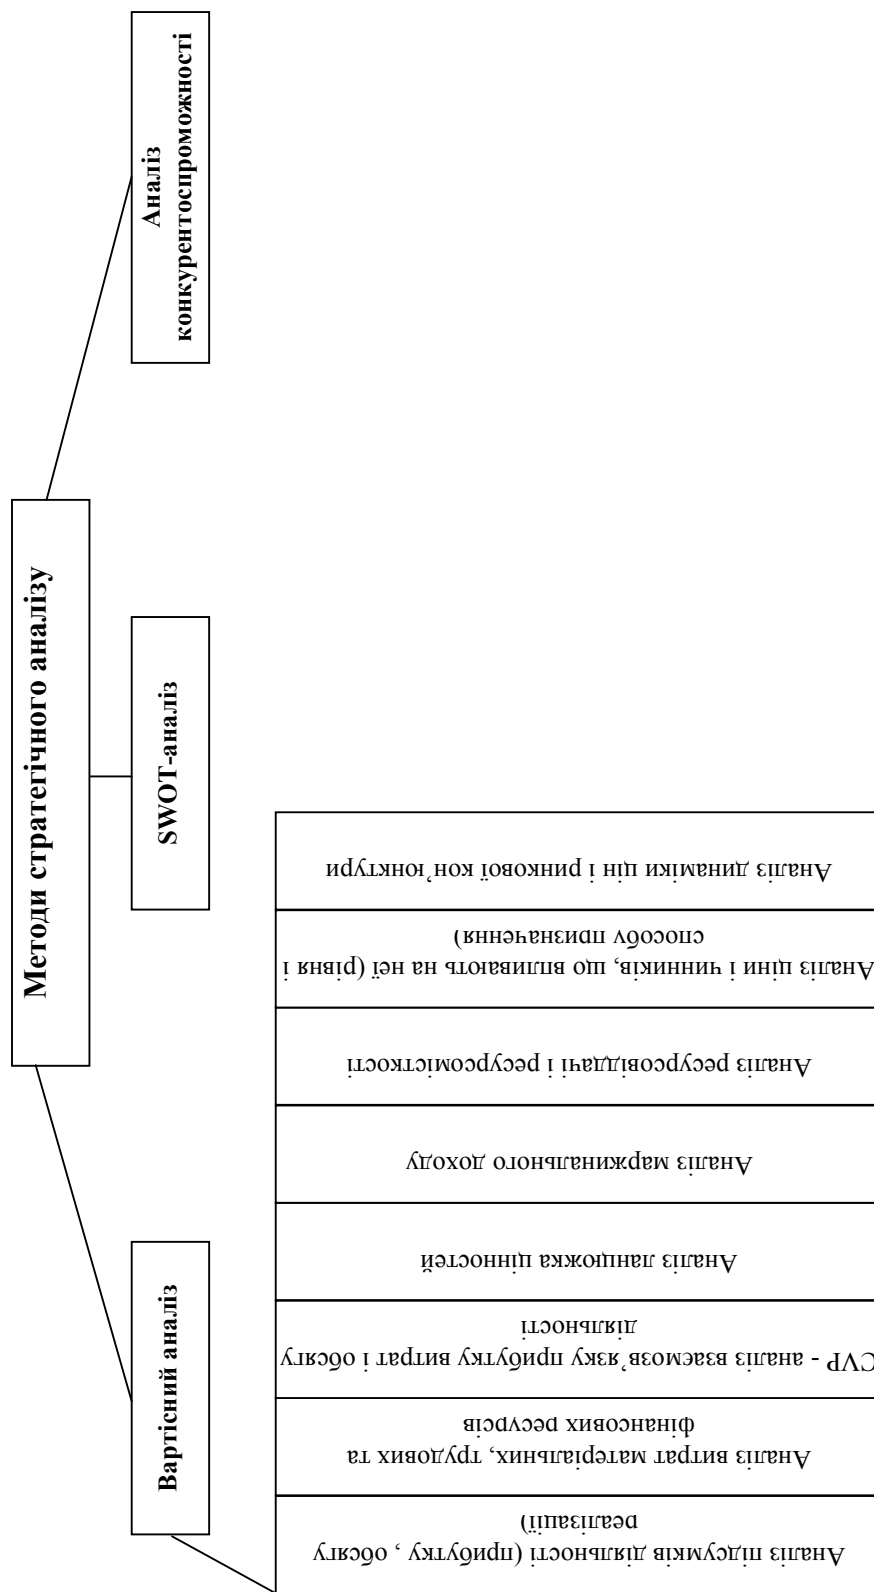 Методи стратегічного аналізу
Вартісний аналіз
SWOT-аналіз
Аналіз
конкурентоспроможності
Аналіз підсумків діяльності (прибутку , обсягу
реалізації)
Аналіз витрат матеріальних, трудових та
фінансових ресурсів
CVP - аналіз взаємозв’язку прибутку витрат і обсягу
діяльності
Аналіз ланцюжка цінностей
Аналіз маржинального доходу
Аналіз ресурсовіддачі і ресурсомісткості
Аналіз ціни і чинників, що впливають на неї (рівня і
способу призначення)
Аналіз динаміки цін і ринкової кон’юнктури